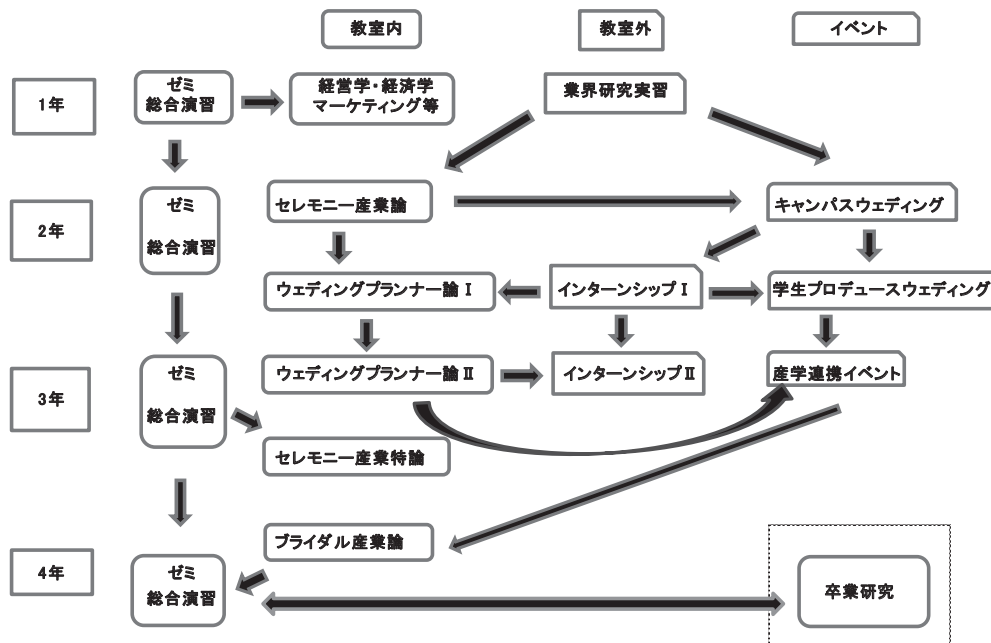 教室内
教室外
イベント
1年
ゼミ
総合演習
経営学・経済学
マーケティング等
業界研究実習
2年
ゼミ
総合演習
セレモニー産業論
キャンパスウェディング
ウェディングプランナー論Ⅰ
インターンシップⅠ
学生プロデュースウェディング
3年
ゼミ
総合演習
ウェディングプランナー論Ⅱ
インターンシップⅡ
産学連携イベント
セレモニー産業特論
4年
ゼミ
総合演習
ブライダル産業論
卒業研究